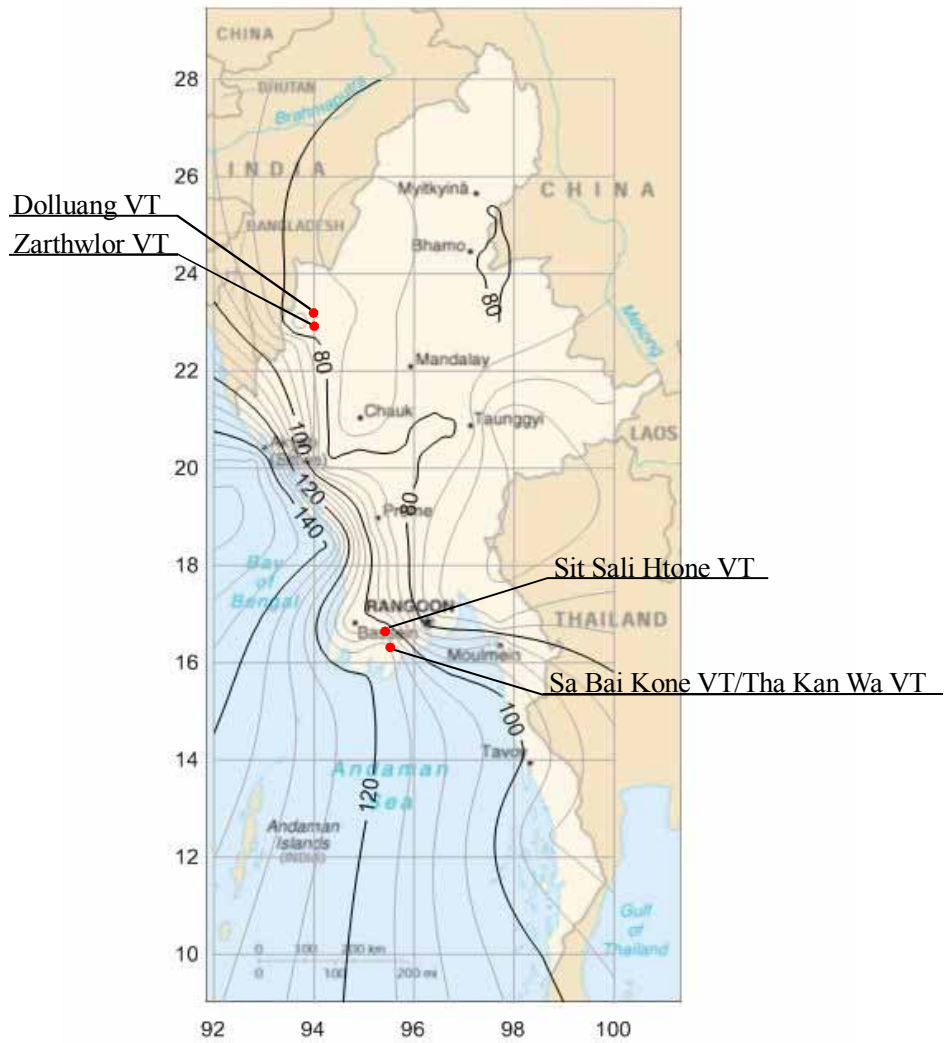 CHINA
28
BHUTAN
Brahmaputra
INDIA
26
Myitkyinā
CHINA
Dolluang VT
BANGLADESH
Zarthwlor VT
Bhamo
24
80
Mekong
80
Mandalay
22
Chauk
Taunggyi
100
LAOS
20
120
80
140
Prome
18
Bay
of
Bengal
Sit Sali Htone VT
RANGOON
THAILAND
Bassein
16
Moulmein
Sa Bai Kone VT/Tha Kan Wa VT
100
Tavoy
14
Andaman
Sea
120
Andaman
Islands
(INDIA)
12
Gulf
of
Thailand
10
0 100 200 km
0 100 200 mi
92 94 96 98 100